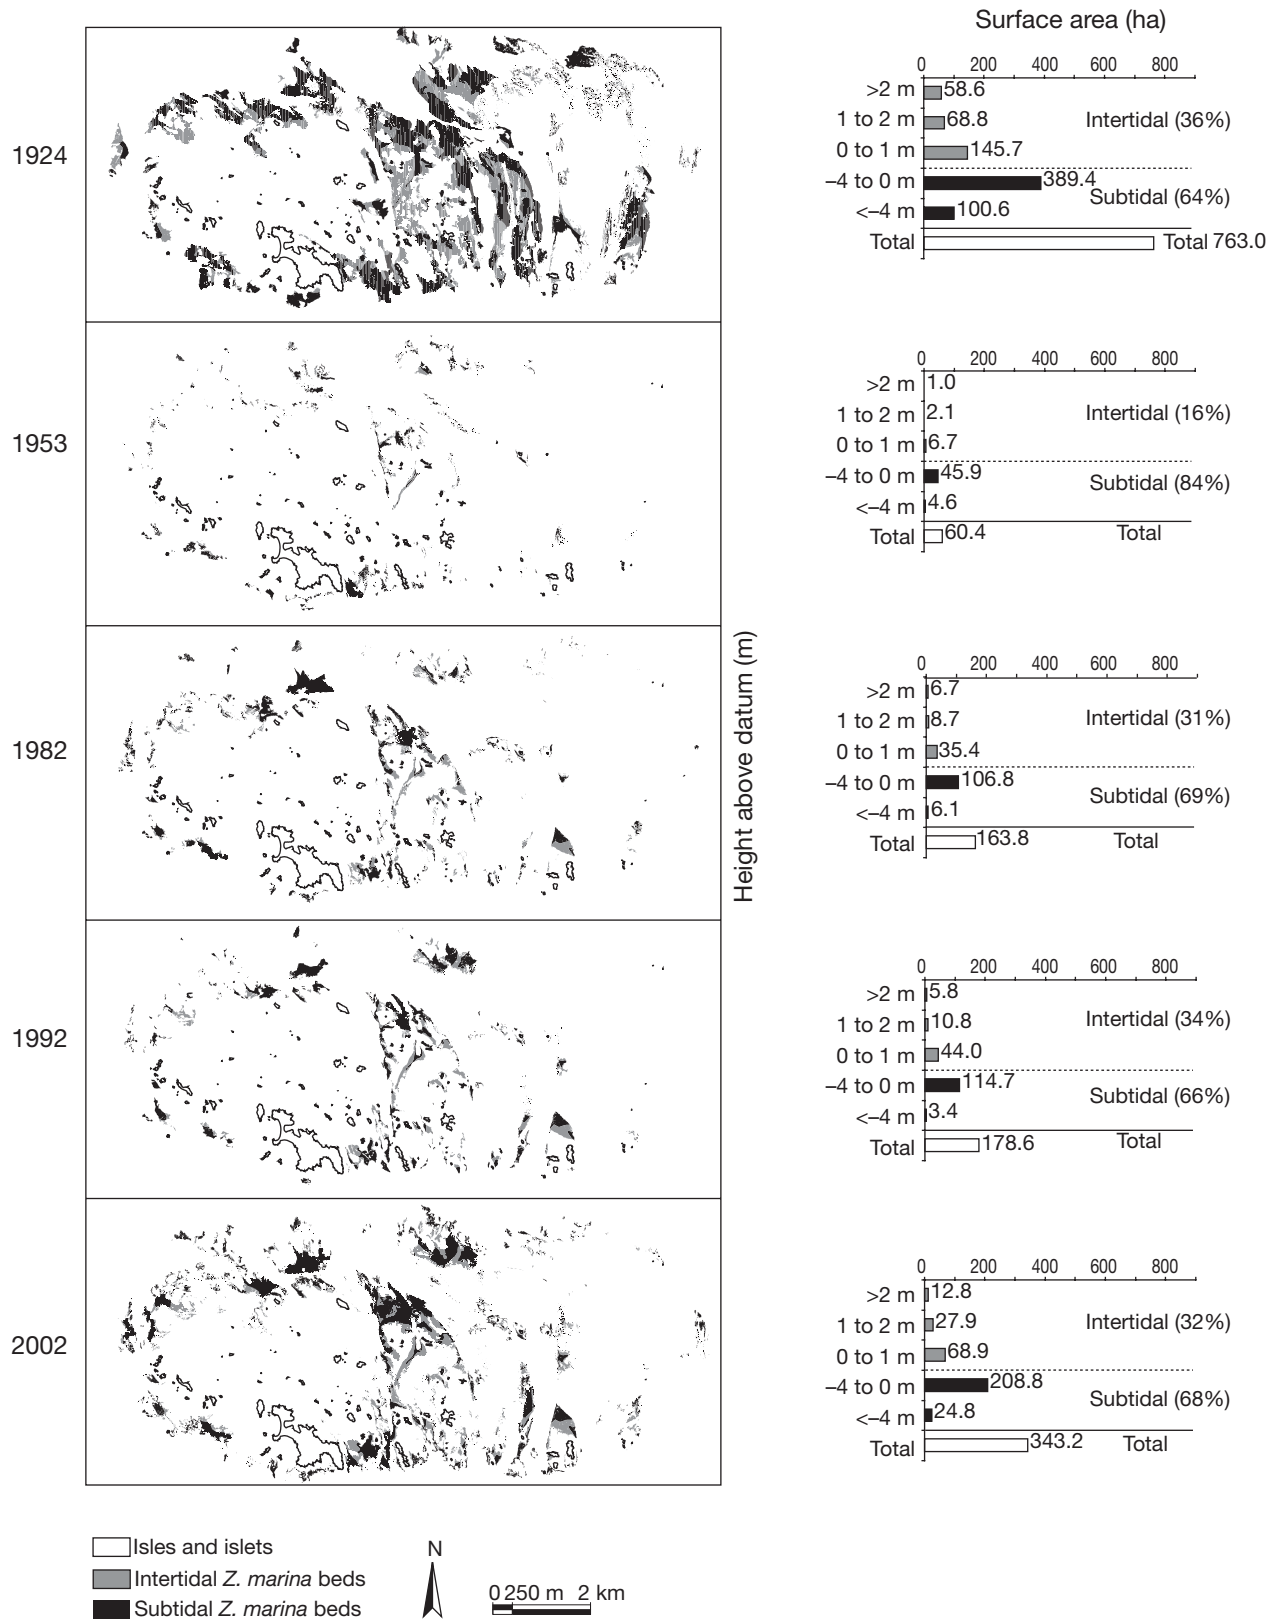 Surface area (ha)
1924
0 200 400 600 800
>2 m 58.6
1 to 2 m 68.8 Intertidal (36%)
0 to 1 m 145.7
−4 to 0 m 389.4
Subtidal (64%)
<−4 m 100.6
Total Total 763.0
1953
0 200 400 600 800
>2 m 1.0
1 to 2 m 2.1 Intertidal (16%)
0 to 1 m 6.7
−4 to 0 m 45.9
Subtidal (84%)
<−4 m 4.6
Total 60.4 Total
Height above datum (m)
1982
0 200 400 600 800
>2 m 6.7
1 to 2 m 8.7 Intertidal (31%)
0 to 1 m 35.4
−4 to 0 m 106.8
Subtidal (69%)
<−4 m 6.1
Total 163.8 Total
1992
0 200 400 600 800
>2 m 5.8
1 to 2 m 10.8 Intertidal (34%)
0 to 1 m 44.0
−4 to 0 m 114.7
Subtidal (66%)
<−4 m 3.4
Total 178.6 Total
2002
0 200 400 600 800
>2 m 12.8
1 to 2 m 27.9 Intertidal (32%)
0 to 1 m 68.9
−4 to 0 m 208.8
Subtidal (68%)
<−4 m 24.8
Total 343.2 Total
Isles and islets
Intertidal Z. marina beds
Subtidal Z. marina beds
N
0 250 m 2 km